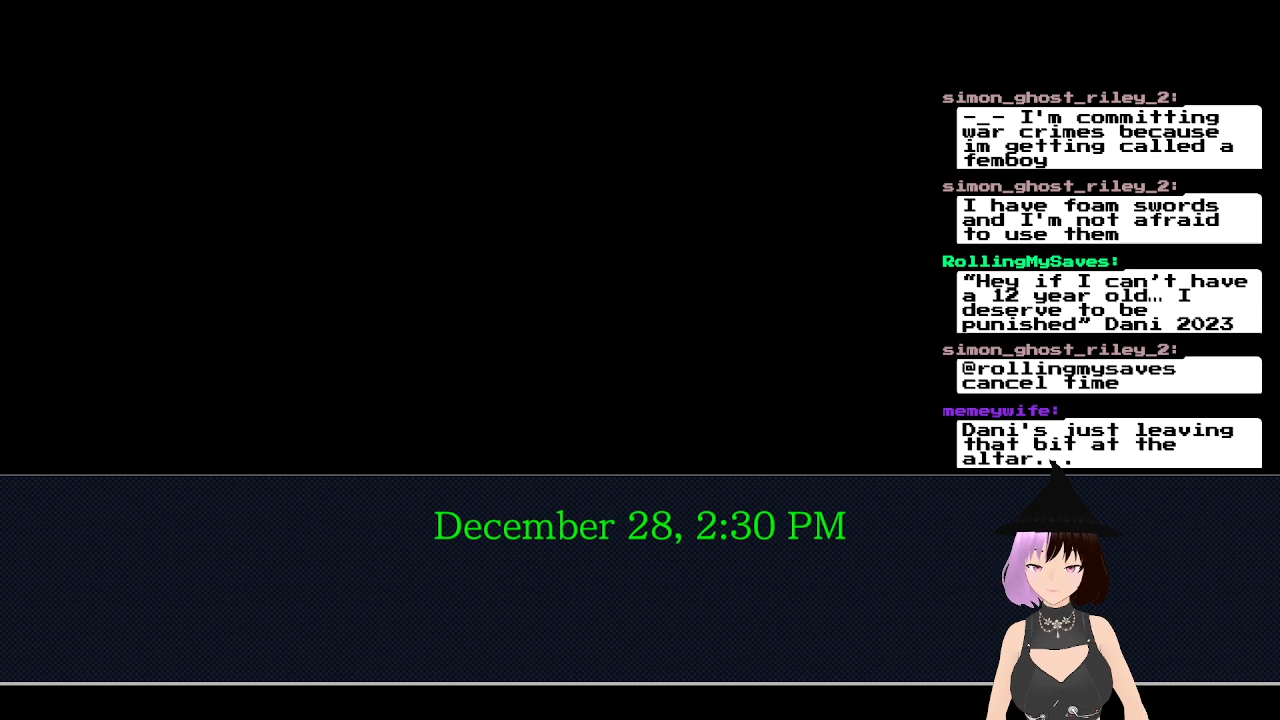 simon_ghost_riley_2:
-_- I'm committing
war crimes because
im getting called a
femboy
simon_ghost_riley_2:
I have foam swords
and I'm not afraid
to use them
RollingMySaves:
"Hey if I can't have
a 12 year old… I
deserve to be
punished" Dani 2023
simon_ghost_riley_2:
@rollingmysaves
cancel time
memeywife:
Dani's just leaving
that bit at the
altar...
December 28, 2:30 PM